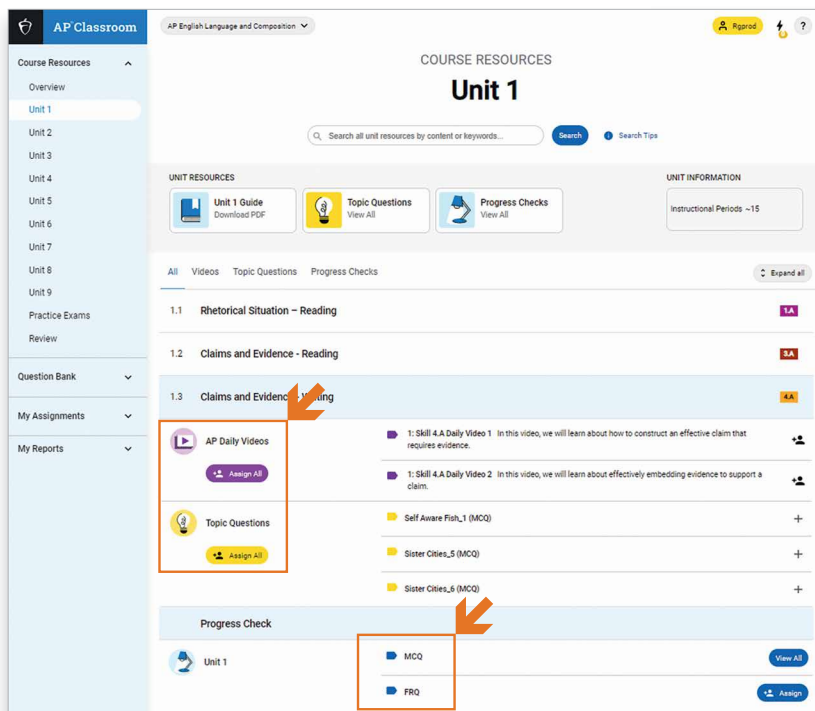 AP Classroom
AP English Language and Composition
Rgprod
?
Course Resources
Overview
Unit 1
Unit 2
Unit 3
Unit 4
Unit 5
Unit 6
Unit 7
Unit 8
Unit 9
Practice Exams
Review
Question Bank
My Assignments
My Reports
COURSE RESOURCES
Unit 1
Search all unit resources by content or keywords...
Search
Search Tips
UNIT RESOURCES
Unit 1 Guide
Download PDF
Topic Questions
View All
Progress Checks
View All
UNIT INFORMATION
Instructional Periods ~15
All Videos Topic Questions Progress Checks
Expand all
1.1 Rhetorical Situation – Reading 1.A
1.2 Claims and Evidence - Reading 3.A
1.3 Claims and Evidence - Writing 4.A
AP Daily Videos
Assign All
1: Skill 4.A Daily Video 1 In this video, we will learn about how to construct an effective claim that
requires evidence.
1: Skill 4.A Daily Video 2 In this video, we will learn about effectively embedding evidence to support a
claim.
Topic Questions
Assign All
Self Aware Fish_1 (MCQ)
Sister Cities_5 (MCQ)
Sister Cities_6 (MCQ)
Progress Check
Unit 1
MCQ
View All
FRQ
Assign